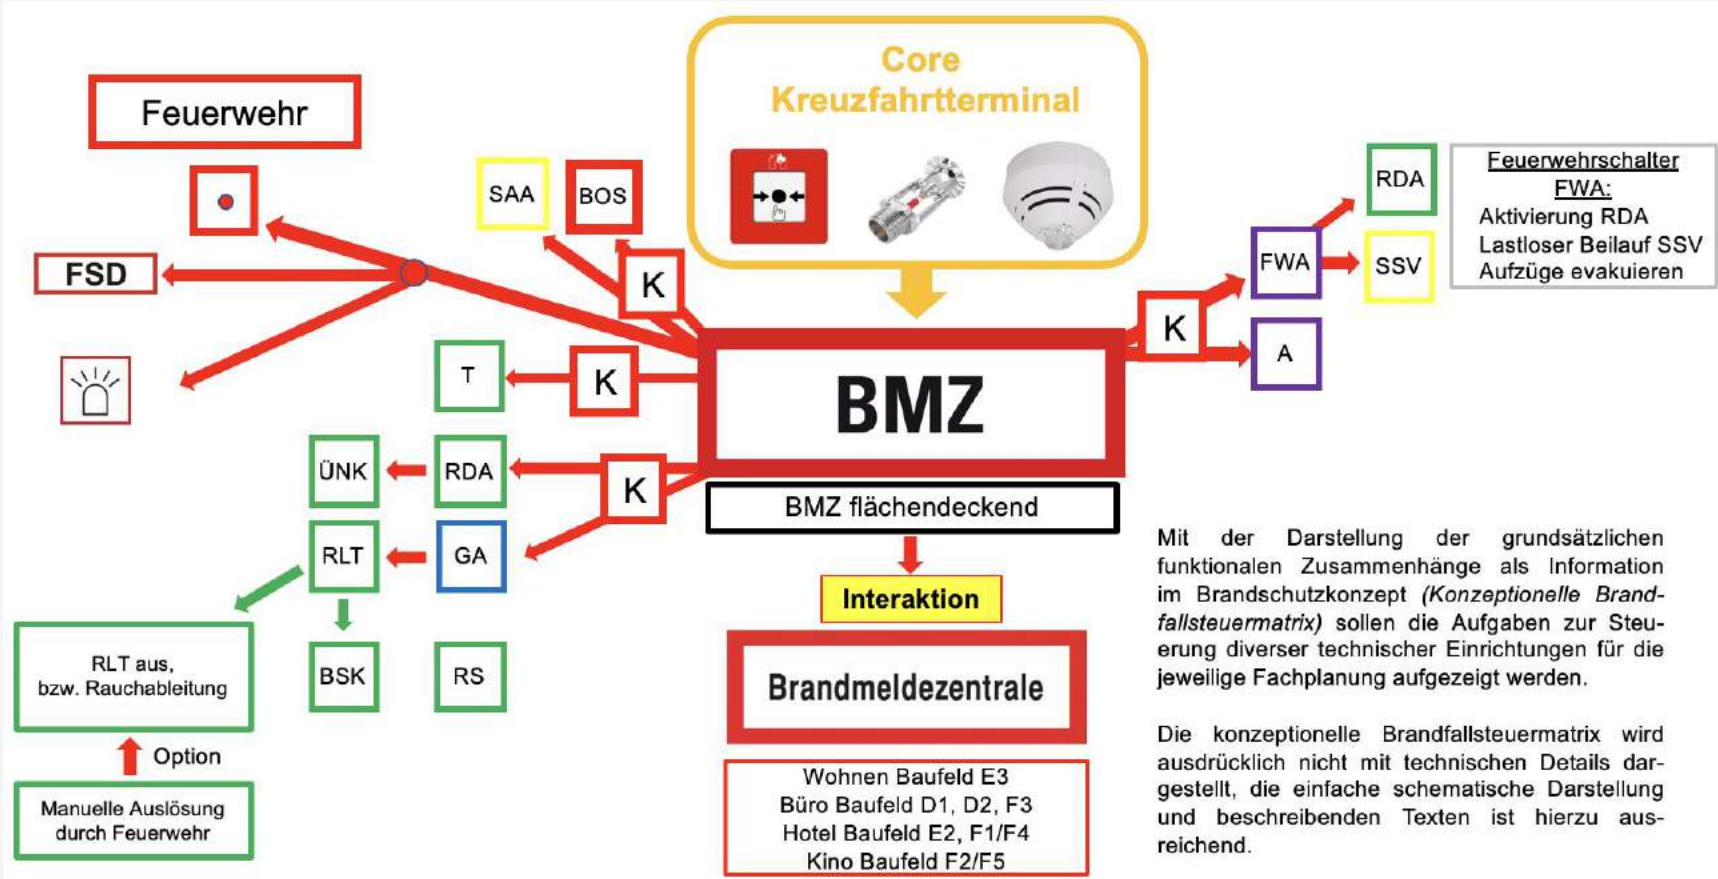 Core
Kreuzfahrtterminal
Feuerwehr
SAA
BOS
RDA
Feuerwehrschalter
FWA:
Aktivierung RDA
Lastloser Beilauf SSV
Aufzüge evakuieren
FSD
K
FWA
SSV
K
T
K
BMZ
A
ÜNK
RDA
K
BMZ flächendeckend
RLT
GA
Interaktion
RLT aus,
bzw. Rauchableitung
BSK
RS
Brandmeldezentrale
Option
Manuelle Auslösung
durch Feuerwehr
Wohnen Baufeld E3
Büro Baufeld D1, D2, F3
Hotel Baufeld E2, F1/F4
Kino Baufeld F2/F5
Mit der Darstellung der grundsätzlichen
funktionalen Zusammenhänge als Information
im Brandschutzkonzept (Konzeptionelle Brand-
fallsteuermatrix) sollen die Aufgaben zur Steu-
erung diverser technischer Einrichtungen für die
jeweilige Fachplanung aufgezeigt werden.
Die konzeptionelle Brandfallsteuermatrix wird
ausdrücklich nicht mit technischen Details dar-
gestellt, die einfache schematische Darstellung
und beschreibenden Texten ist hierzu aus-
reichend.